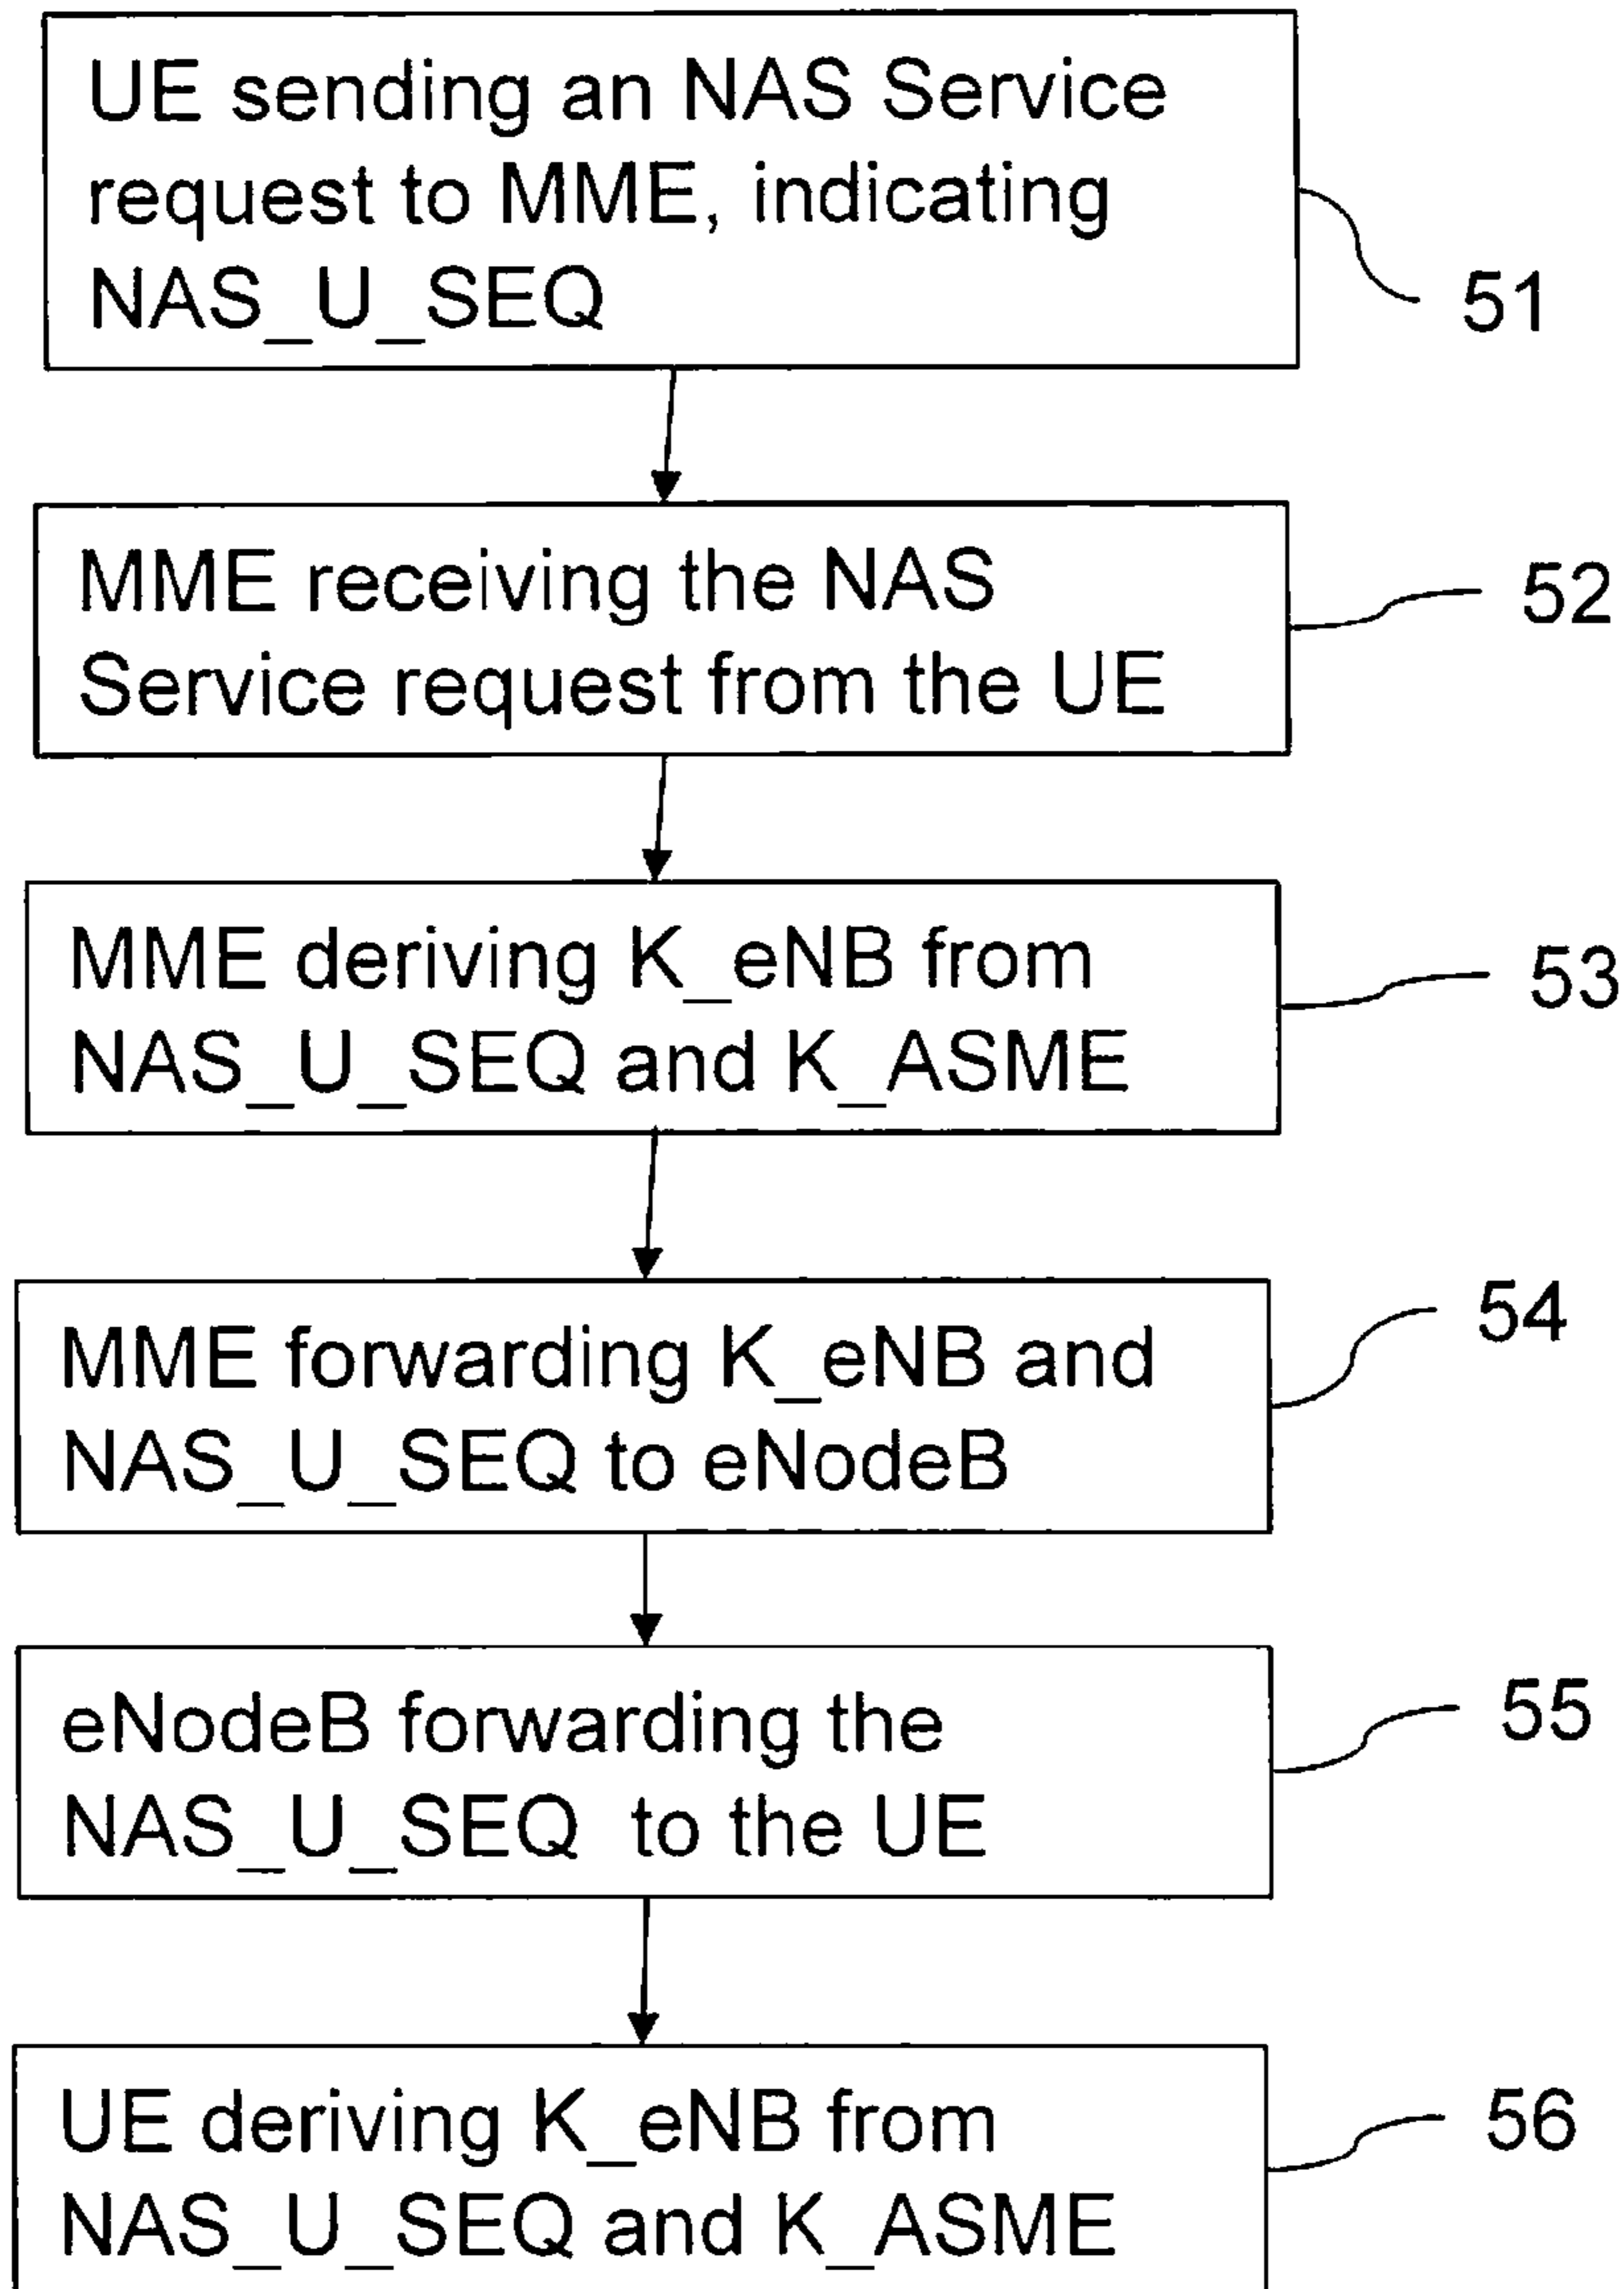 UE sending an NAS Service
request to MME, indicating
NAS_U_SEQ
51
MME receiving the NAS
Service request from the UE
52
MME deriving K_eNB from
NAS_U_SEQ and K_ASME
53
MME forwarding K_eNB and
NAS_U_SEQ to eNodeB
54
eNodeB forwarding the
NAS_U_SEQ to the UE
55
UE deriving K_eNB from
NAS_U_SEQ and K_ASME
56